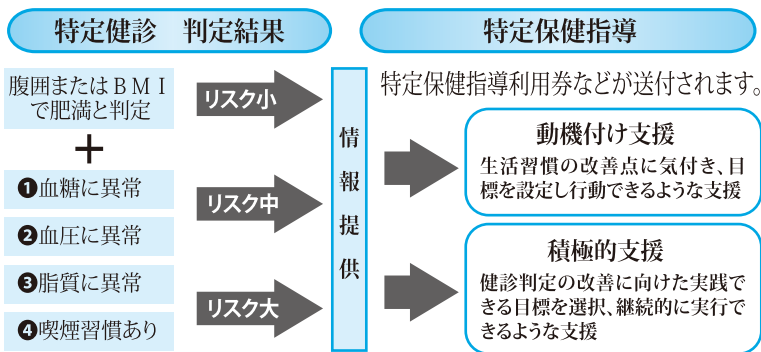 特定健診　判定結果
腹囲またはＢＭＩ
で肥満と判定
＋
❶血糖に異常
❷血圧に異常
❸脂質に異常
❹喫煙習慣あり
リスク小
リスク中
リスク大
情報提供
特定保健指導
特定保健指導利用券などが送付されます。
動機付け支援
生活習慣の改善点に気付き、目
標を設定し行動できるような支援
積極的支援
健診判定の改善に向けた実践で
きる目標を選択、継続的に実行で
きるような支援